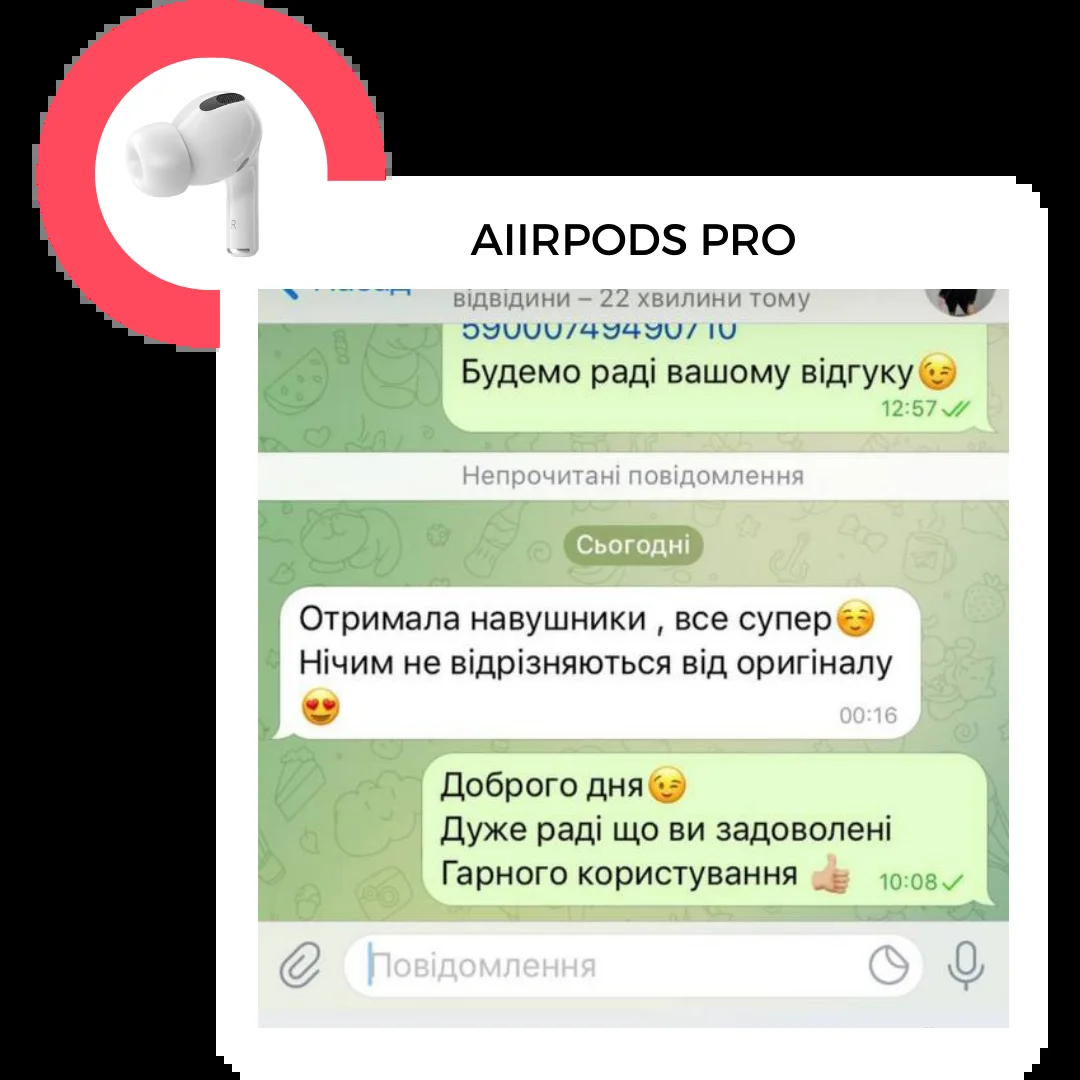 R
AIIRPODS PRO
Назад
відвідини – 22 хвилини тому
59000749490710
Будемо раді вашому відгуку😉
12:57
Непрочитані повідомлення
Сьогодні
Отримала навушники , все супер☺️
Нічим не відрізняються від оригіналу
😍
00:16
Доброго дня😉
Дуже раді що ви задоволені
Гарного користування 👍🏼
10:08
Повідомлення